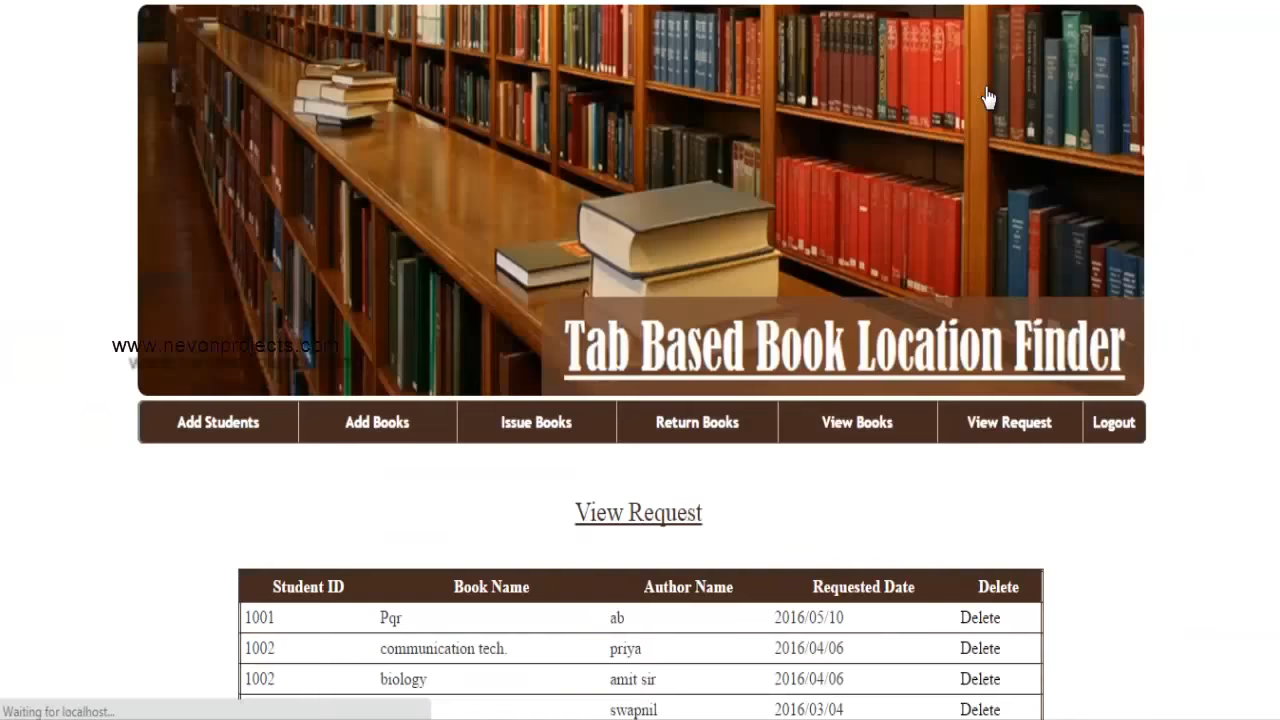 www.nevonprojects.com
Tab Based Book Location Finder
Add Students Add Books Issue Books Return Books View Books View Request Logout
View Request
Student ID Book Name Author Name Requested Date Delete
1001 Pqr ab 2016/05/10 Delete
1002 communication tech. priya 2016/04/06 Delete
1002 biology amit sir 2016/04/06 Delete
swapnil 2016/03/04 Delete
Waiting for localhost...